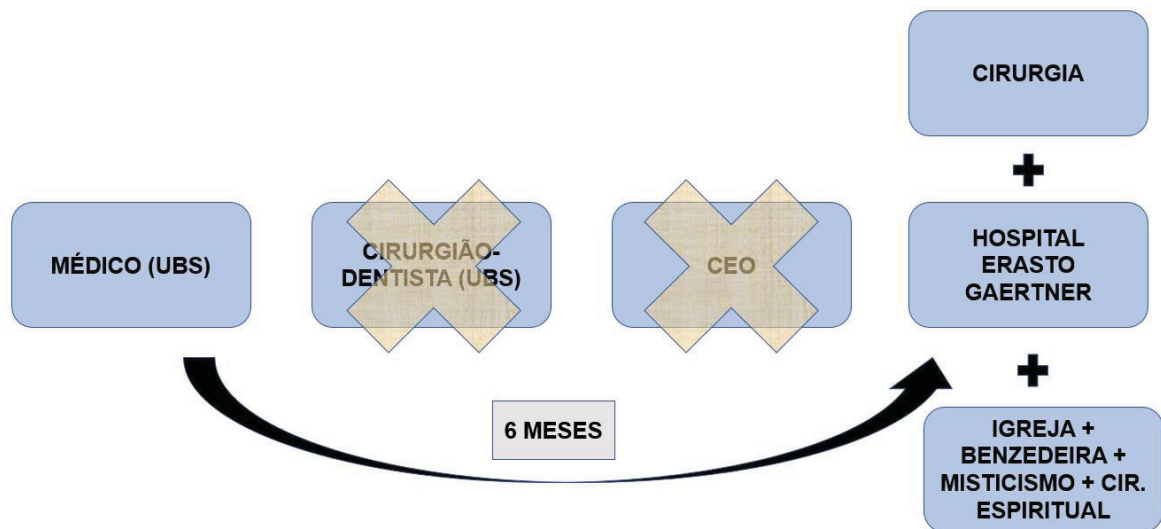 CIRURGIA
MÉDICO (UBS)
CIRURGIÃO-
DENTISTA (UBS)
CEO
HOSPITAL
ERASTO
GAERTNER
6 MESES
IGREJA +
BENZEDEIRA +
MISTICISMO + CIR.
ESPIRITUAL